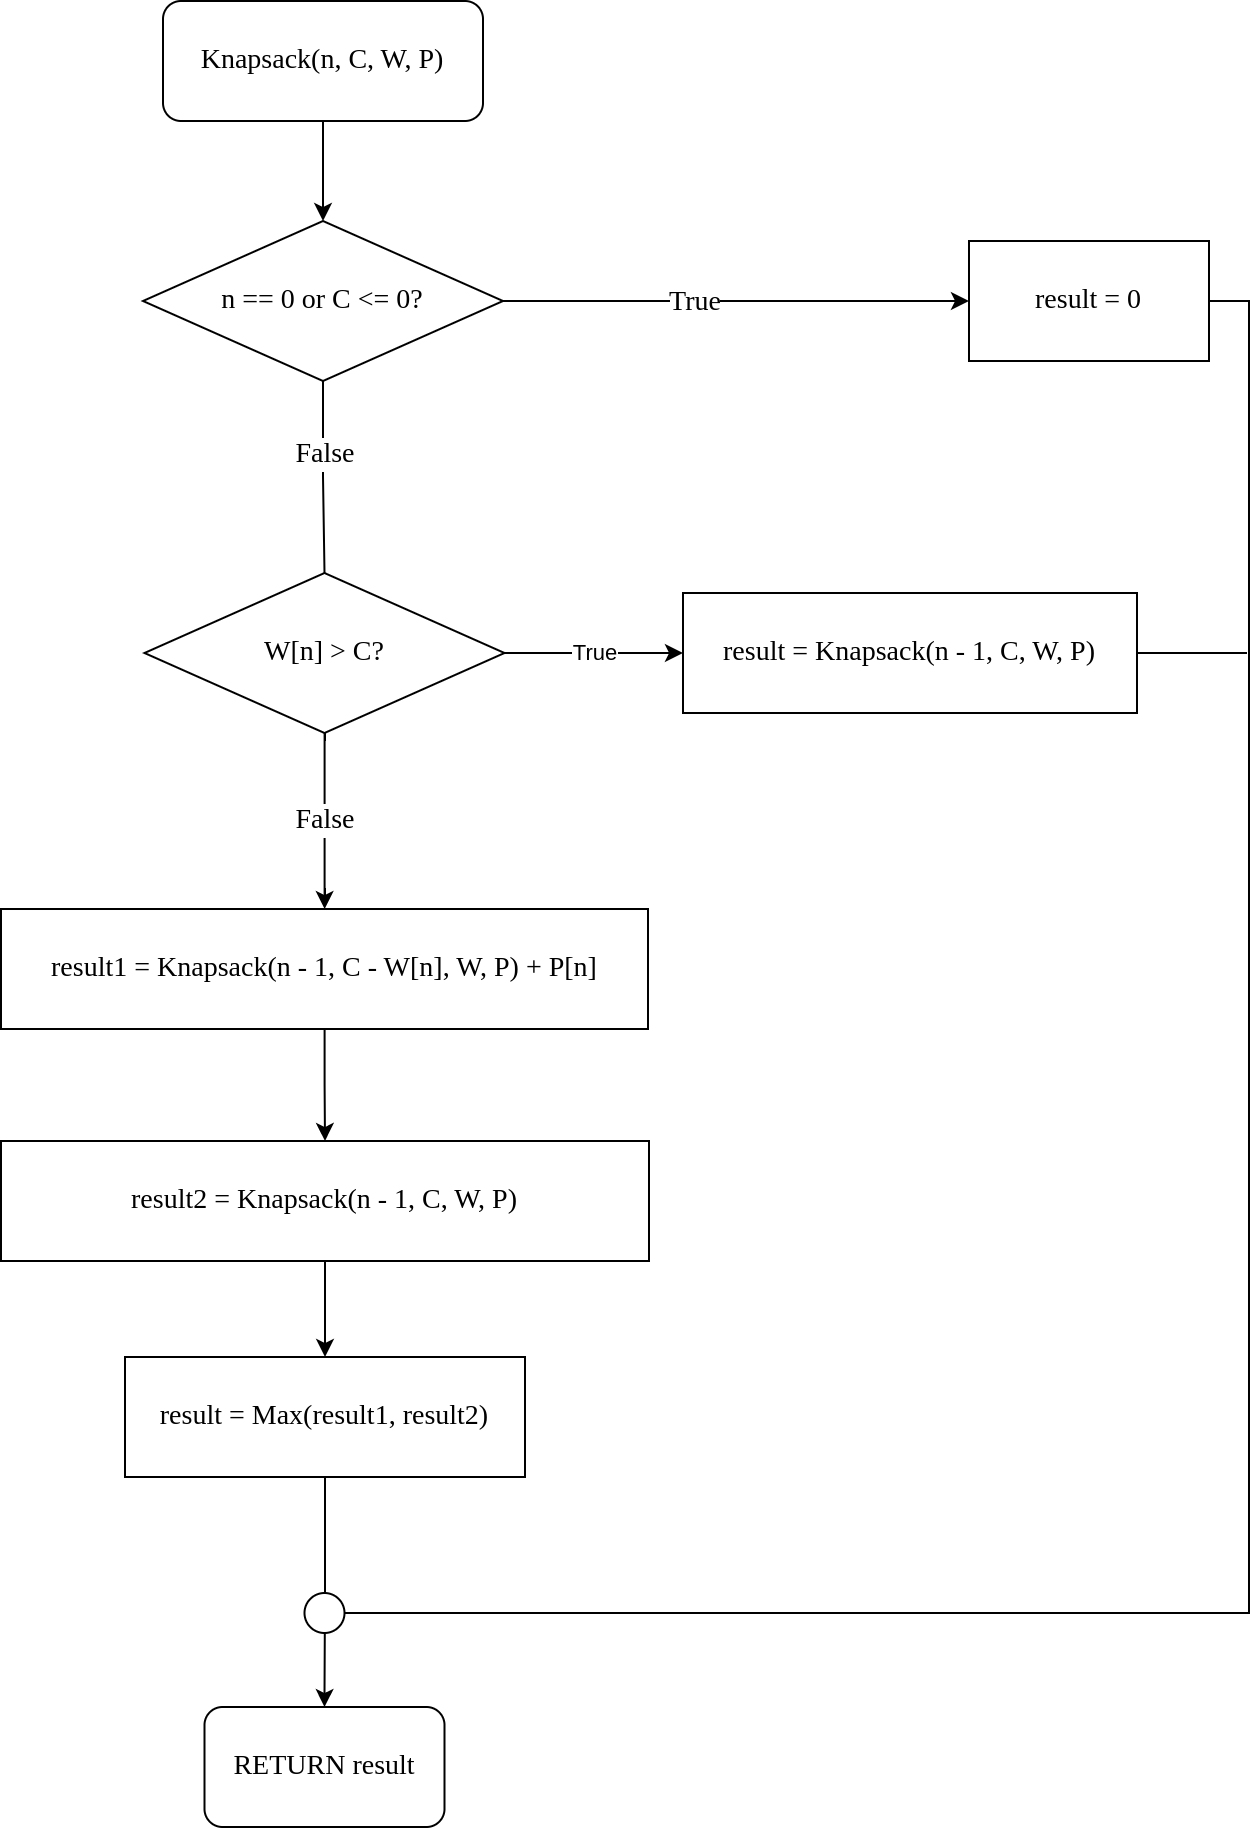 Knapsack(n, C, W, P)
n == 0 or C <= 0?
True
result = 0
False
W[n] > C?
True
result = Knapsack(n - 1, C, W, P)
False
result1 = Knapsack(n - 1, C - W[n], W, P) + P[n]
result2 = Knapsack(n - 1, C, W, P)
result = Max(result1, result2)
RETURN result